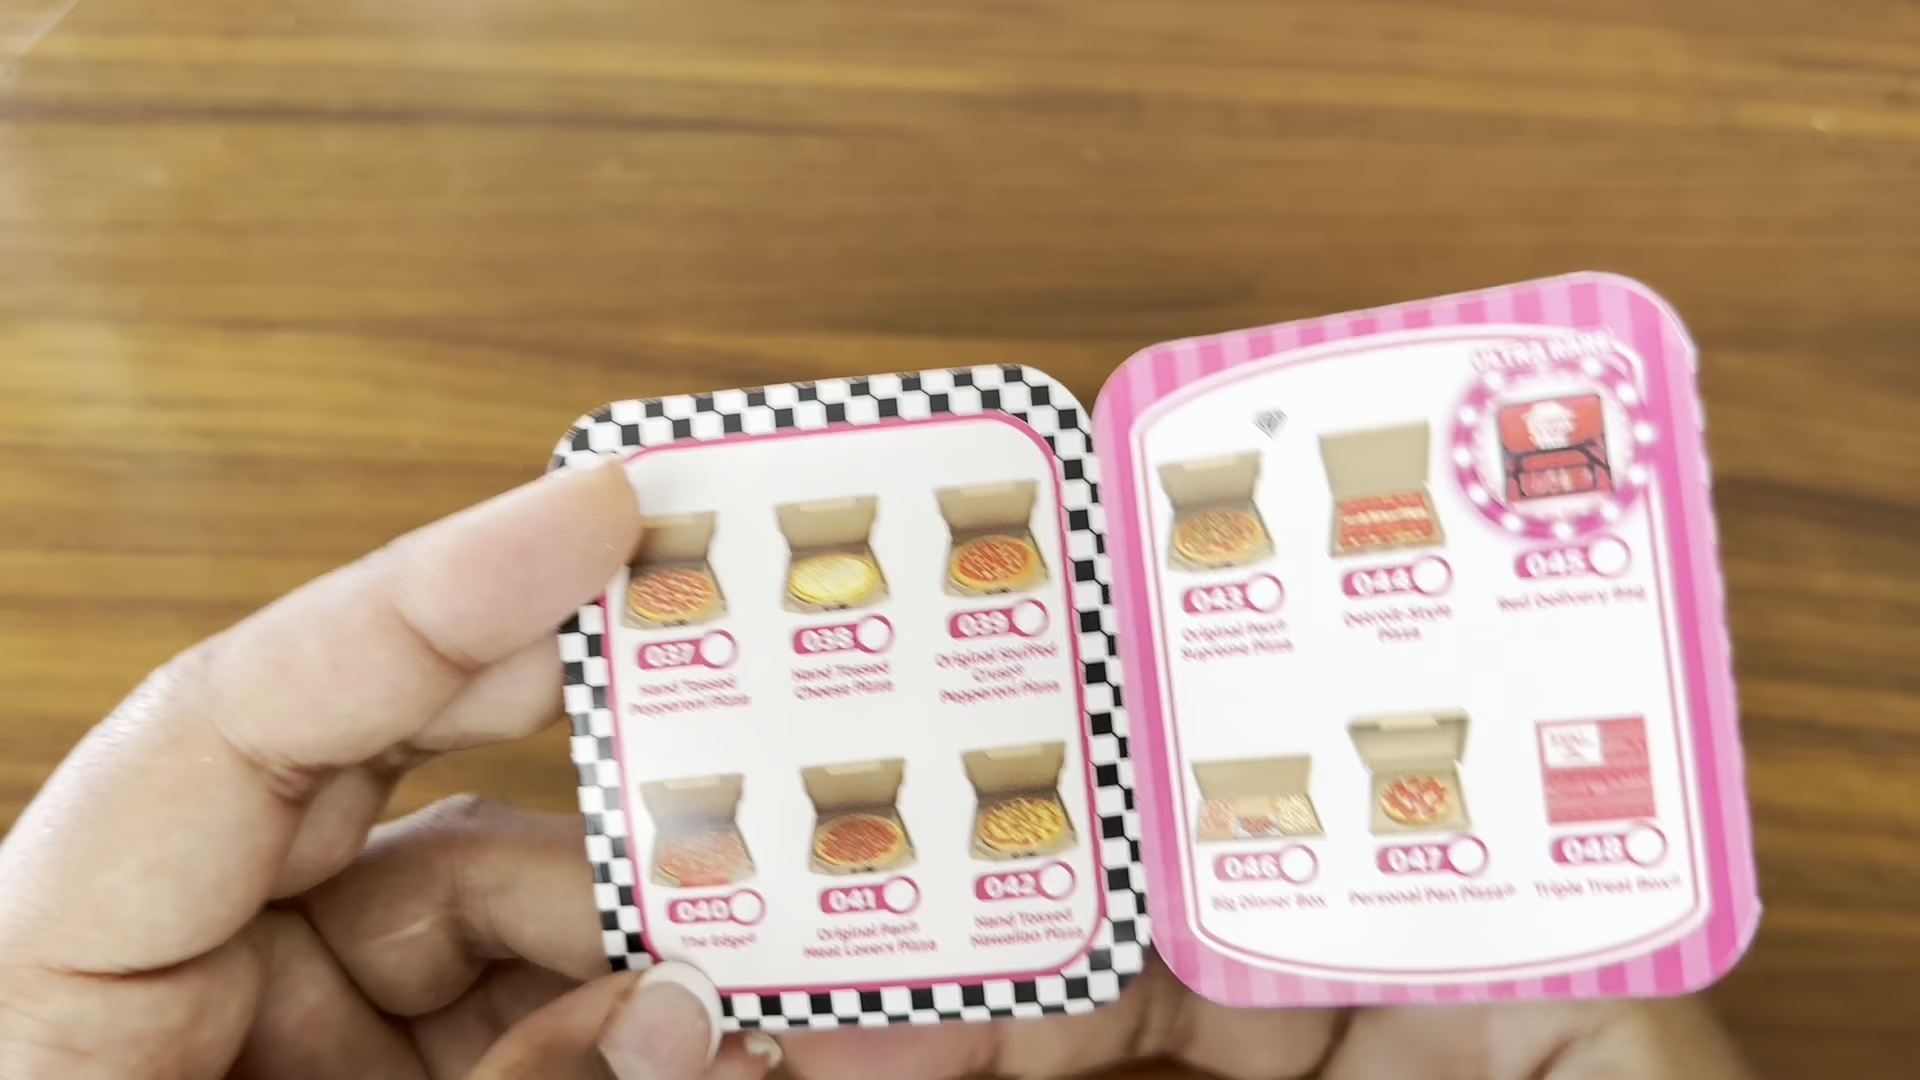 037
Hand Tossed
Pepperoni Pizza
038
Hand Tossed
Cheese Pizza
039
Original Stuffed
Crust®
Pepperoni Pizza
040
The Edge®
041
Original Pan®
Meat Lovers Pizza
042
Hand Tossed
Hawaiian Pizza
ULTRA RARE
043
Original Pan®
Supreme Pizza
044
Detroit-Style
Pizza
045
Red Delivery Bag
046
Big Dinner Box
047
Personal Pan Pizza®
048
Triple Treat Box®